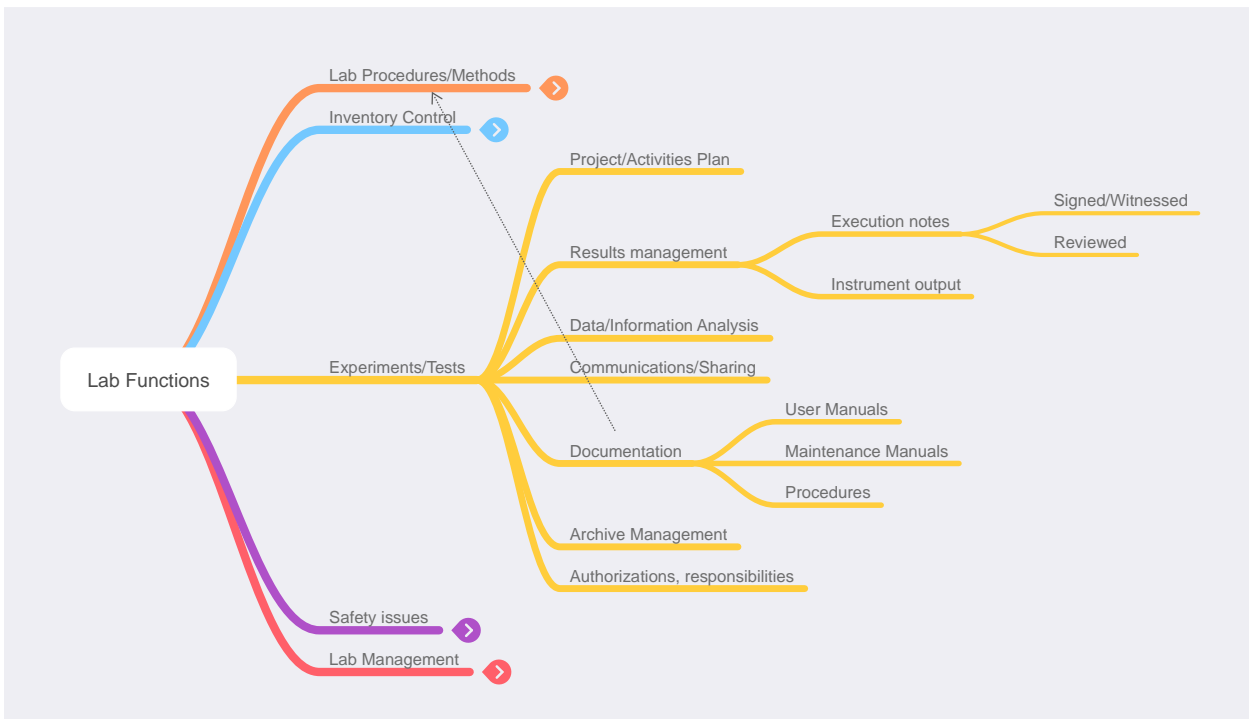 Lab Functions
Lab Procedures/Methods
Inventory Control
Experiments/Tests
Project/Activities Plan
Results management
Execution notes
Signed/Witnessed
Reviewed
Instrument output
Data/Information Analysis
Communications/Sharing
Documentation
User Manuals
Maintenance Manuals
Procedures
Archive Management
Authorizations, responsibilities
Safety issues
Lab Management